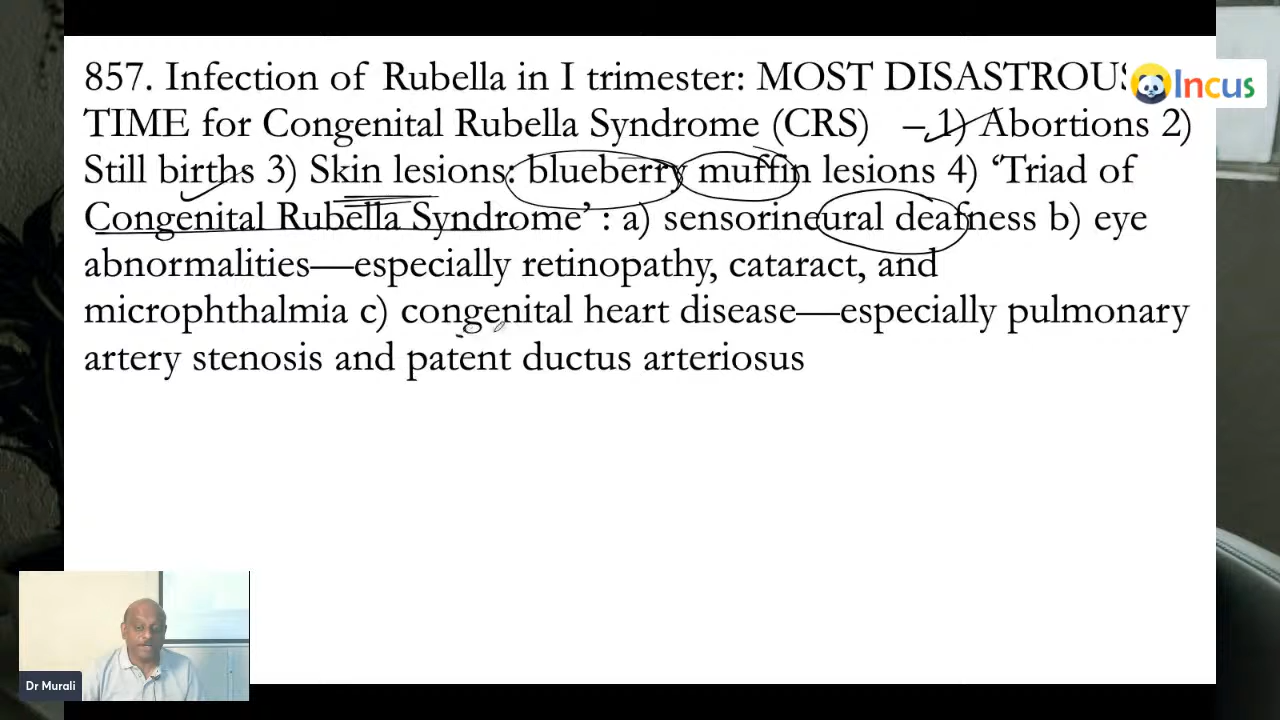 857. Infection of Rubella in I trimester: MOST DISASTROUS
Incus
TIME for Congenital Rubella Syndrome (CRS) – 1) Abortions 2)
Still births 3) Skin lesions: blueberry muffin lesions 4) ‘Triad of
Congenital Rubella Syndrome’ : a) sensorineural deafness b) eye
abnormalities—especially retinopathy, cataract, and
microphthalmia c) congenital heart disease—especially pulmonary
artery stenosis and patent ductus arteriosus
Dr Murali